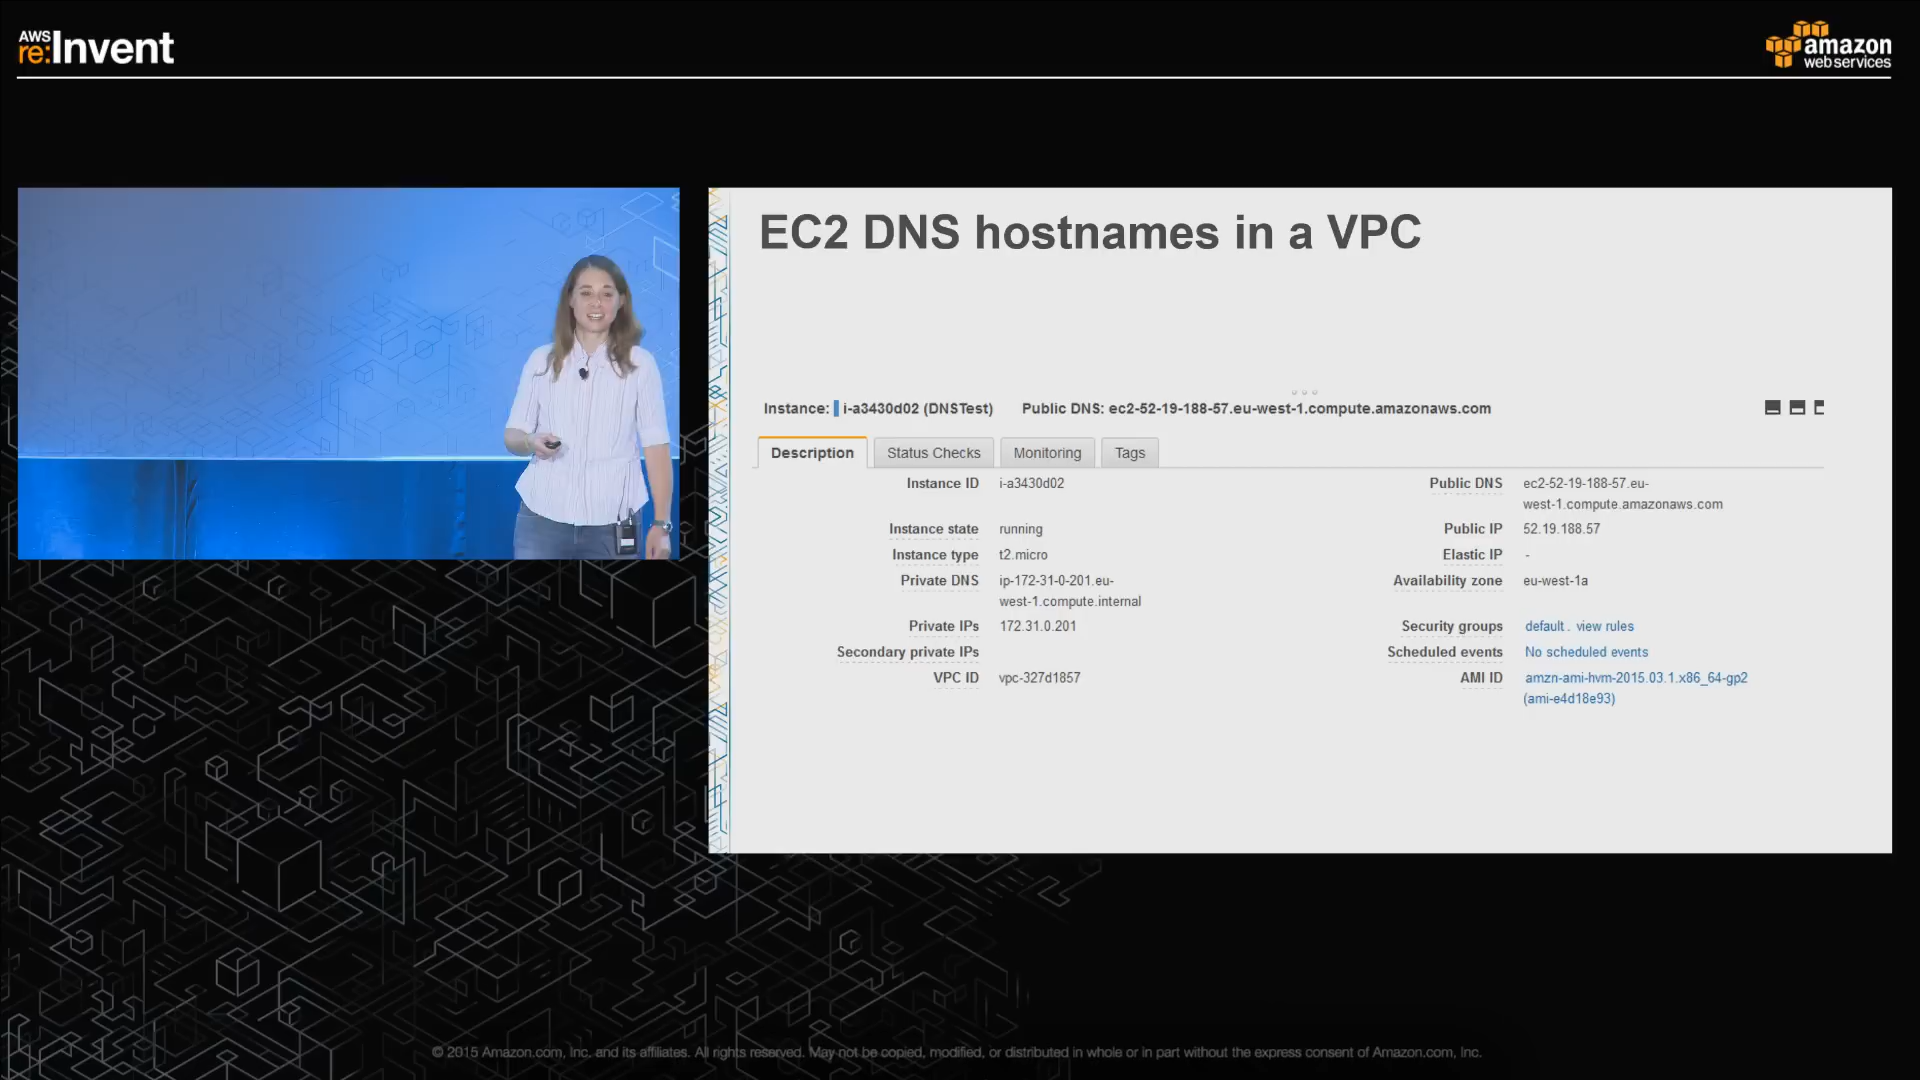 AWS
re:Invent
amazon
web services
EC2 DNS hostnames in a VPC
Instance: i-a3430d02 (DNSTest) Public DNS: ec2-52-19-188-57.eu-west-1.compute.amazonaws.com
Description Status Checks Monitoring Tags
Instance ID i-a3430d02
Instance state running
Instance type t2.micro
Private DNS ip-172-31-0-201.eu-
west-1.compute.internal
Private IPs 172.31.0.201
Secondary private IPs
VPC ID vpc-327d1857
Public DNS ec2-52-19-188-57.eu-
west-1.compute.amazonaws.com
Public IP 52.19.188.57
Elastic IP -
Availability zone eu-west-1a
Security groups default . view rules
Scheduled events No scheduled events
AMI ID amzn-ami-hvm-2015.03.1.x86_64-gp2
(ami-e4d18e93)
© 2015 Amazon.com, Inc. and its affiliates. All rights reserved. May not be copied, modified, or distributed in whole or in part without the express consent of Amazon.com, Inc.